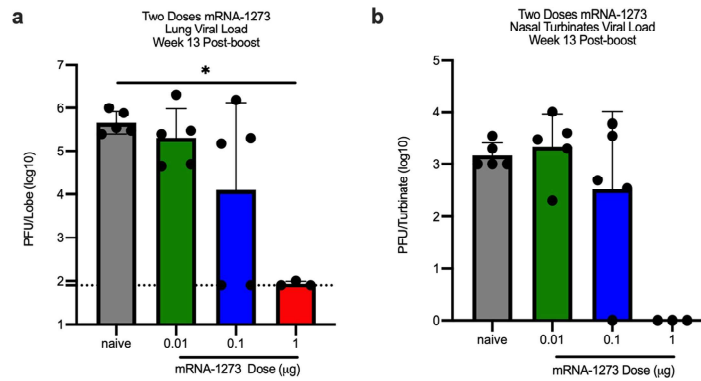 a
Two Doses mRNA-1273
Lung Viral Load
Week 13 Post-boost
*
PFU/Lobe (log10)
7
6
5
4
3
2
1
naive
0.01
0.1
1
mRNA-1273 Dose (μg)
b
Two Doses mRNA-1273
Nasal Turbinates Viral Load
Week 13 Post-boost
PFU/Turbinate (log10)
5
4
3
2
1
0
naive
0.01
0.1
1
mRNA-1273 Dose (μg)